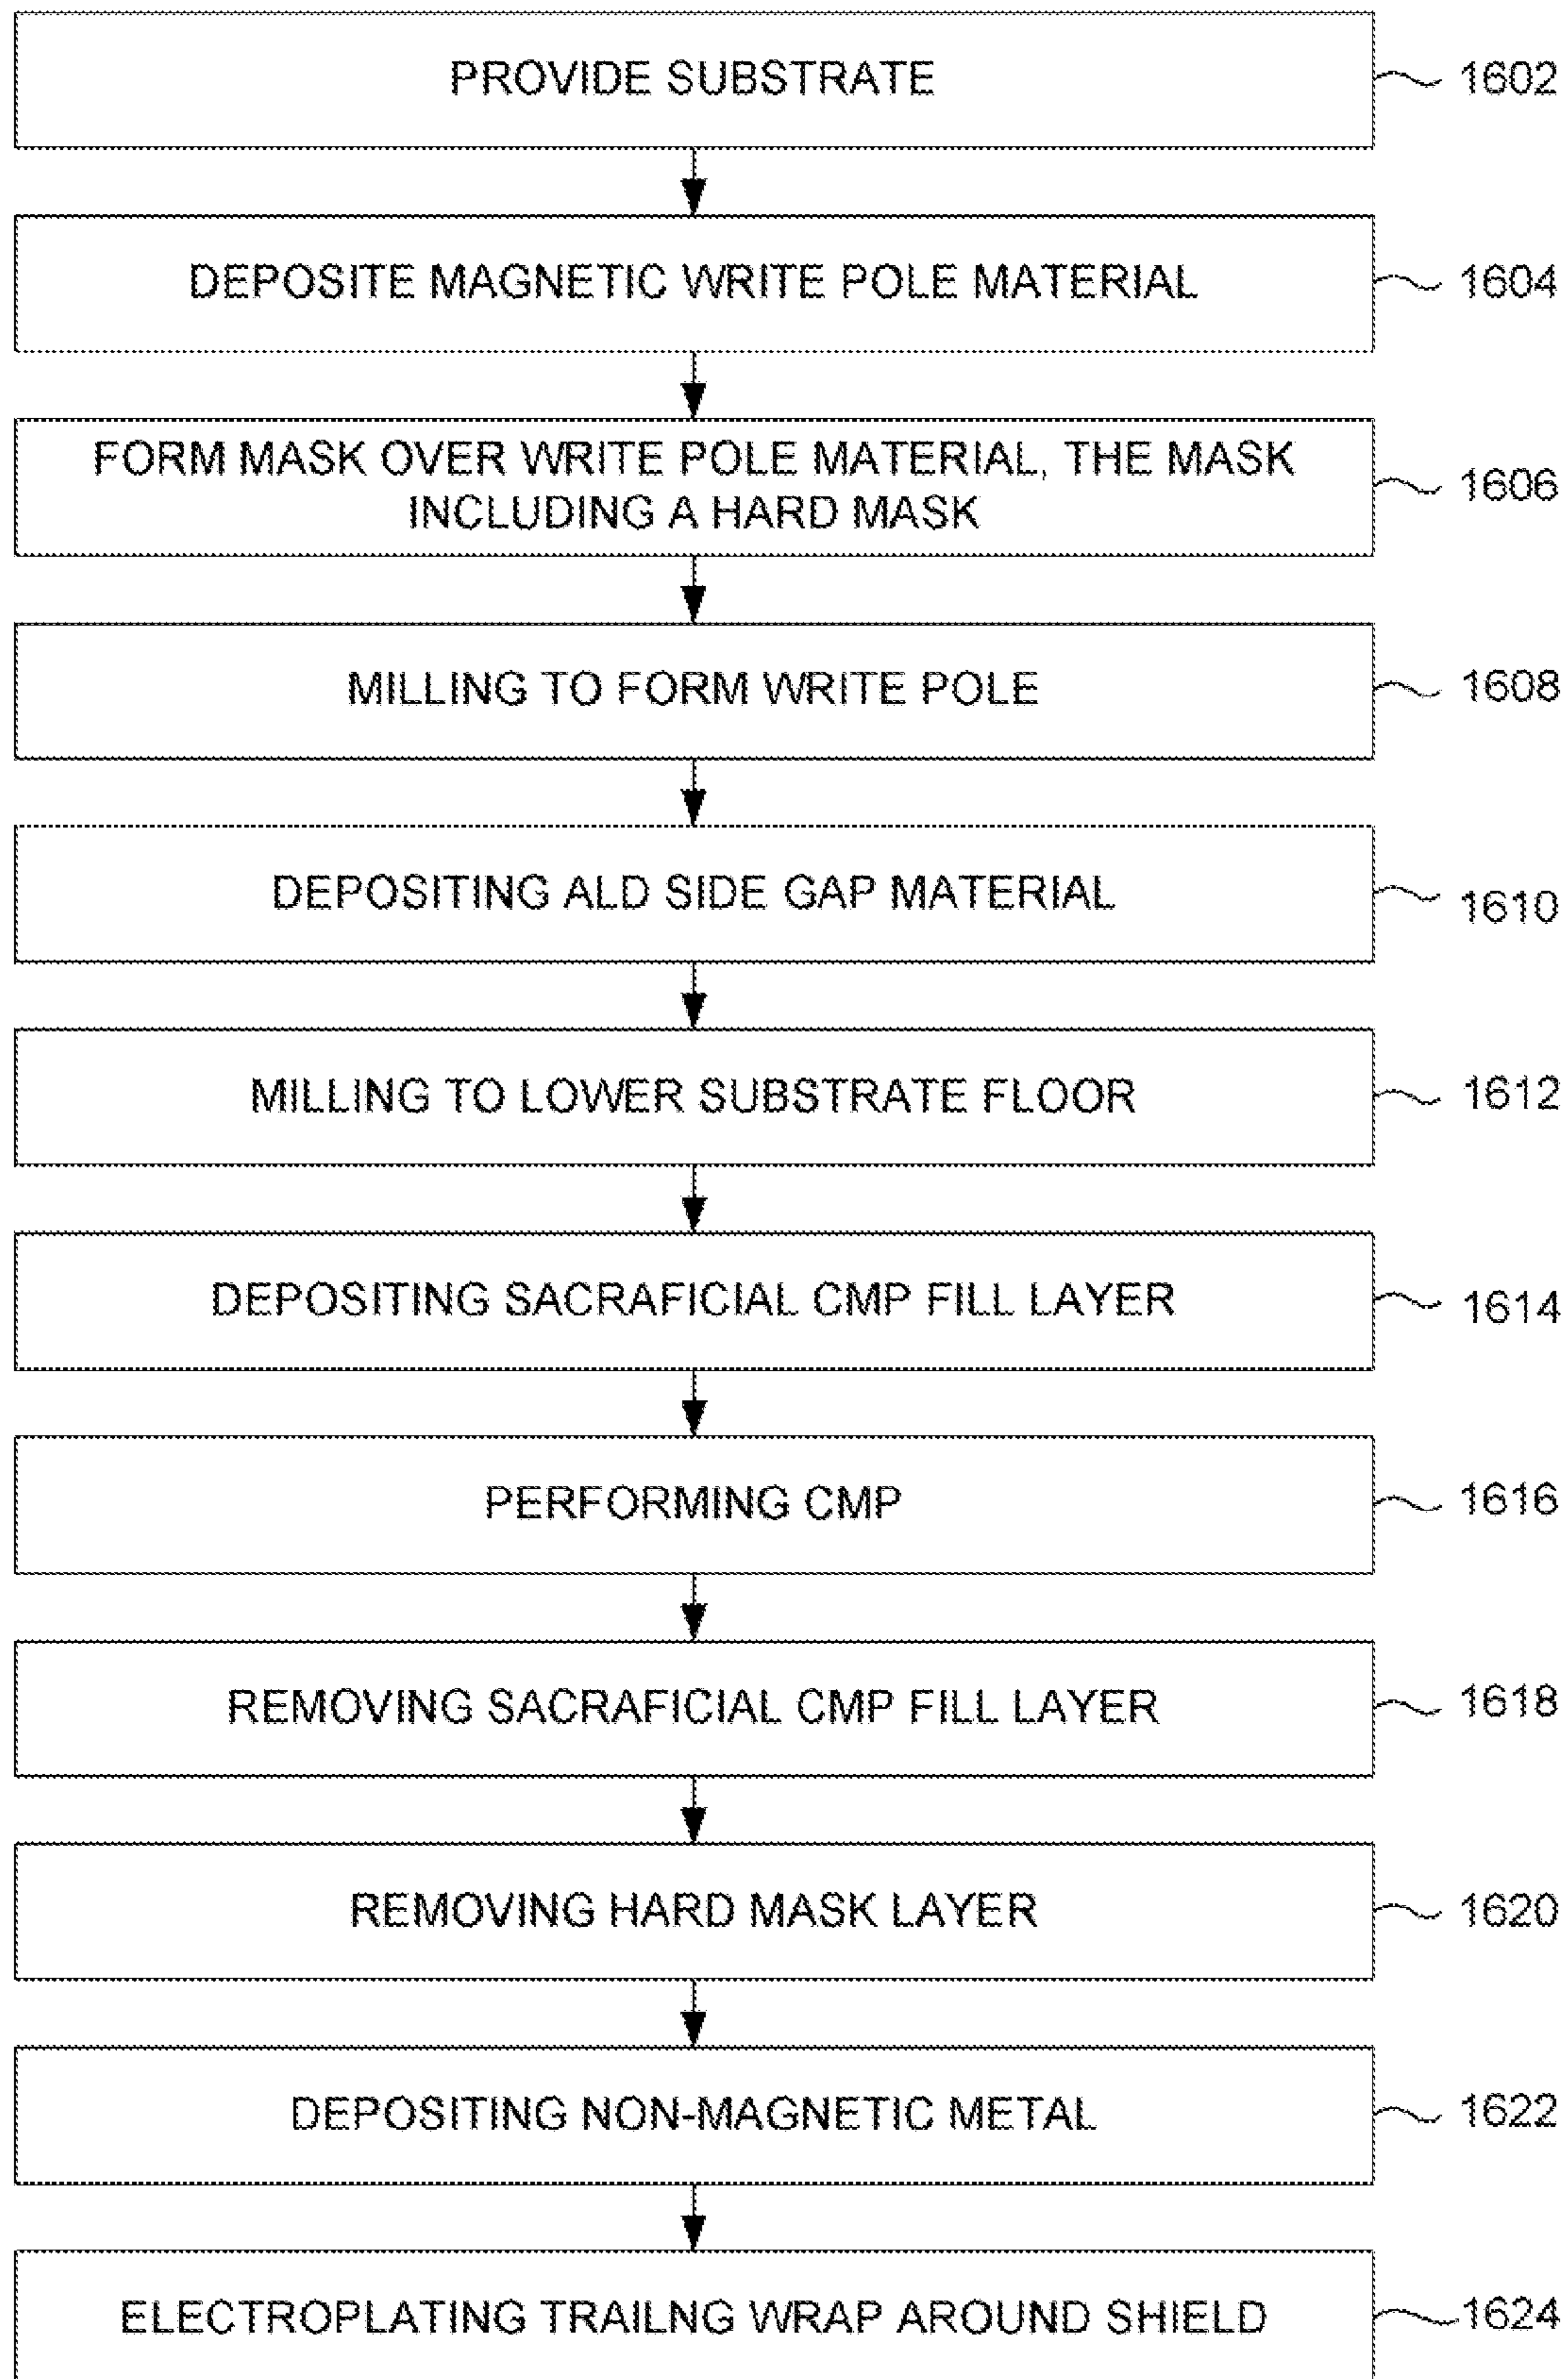 PROVIDE SUBSTRATE
1602
DEPOSITE MAGNETIC WRITE POLE MATERIAL
1604
FORM MASK OVER WRITE POLE MATERIAL, THE MASK
INCLUDING A HARD MASK
1606
MILLING TO FORM WRITE POLE
1608
DEPOSITING ALD SIDE GAP MATERIAL
1610
MILLING TO LOWER SUBSTRATE FLOOR
1612
DEPOSITING SACRAFICIAL CMP FILL LAYER
1614
PERFORMING CMP
1616
REMOVING SACRAFICIAL CMP FILL LAYER
1618
REMOVING HARD MASK LAYER
1620
DEPOSITING NON-MAGNETIC METAL
1622
ELECTROPLATING TRAILNG WRAP AROUND SHIELD
1624